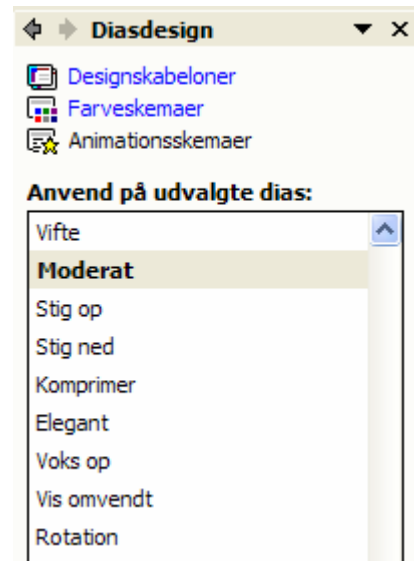 Diasdesign
Designskabeloner
Farveskemaer
Animationsskemaer
Anvend på udvalgte dias:
Vifte
Moderat
Stig op
Stig ned
Komprimer
Elegant
Voks op
Vis omvendt
Rotation